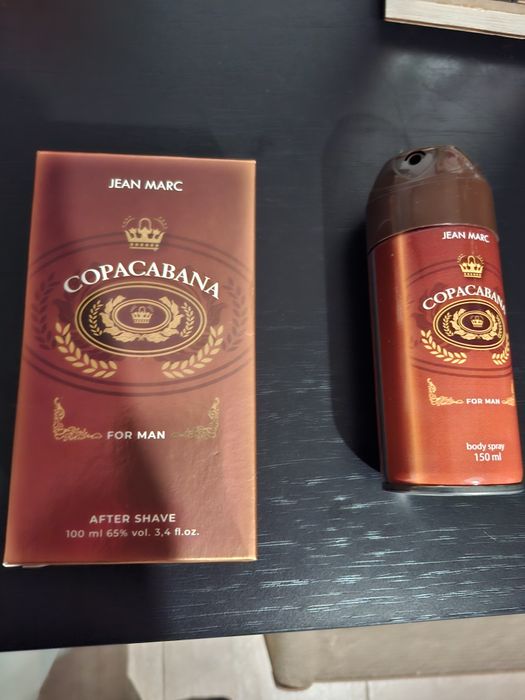 JEAN MARC
COPACABANA
FOR MAN
AFTER SHAVE
100 ml 65% vol. 3,4 fl.oz.
JEAN MARC
COPACABANA
FOR MAN
body spray
150 ml